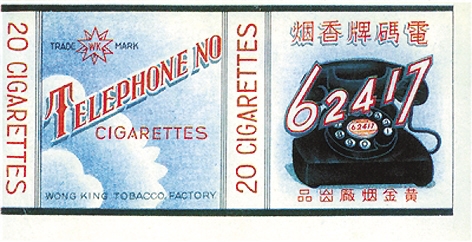 20 CIGARETTES
TRADE WK MARK
TELEPHONE NO
CIGARETTES
WONG KING TOBACCO, FACTORY
20 CIGARETTES
電碼牌香烟
62417
62417
黃金烟廠出品